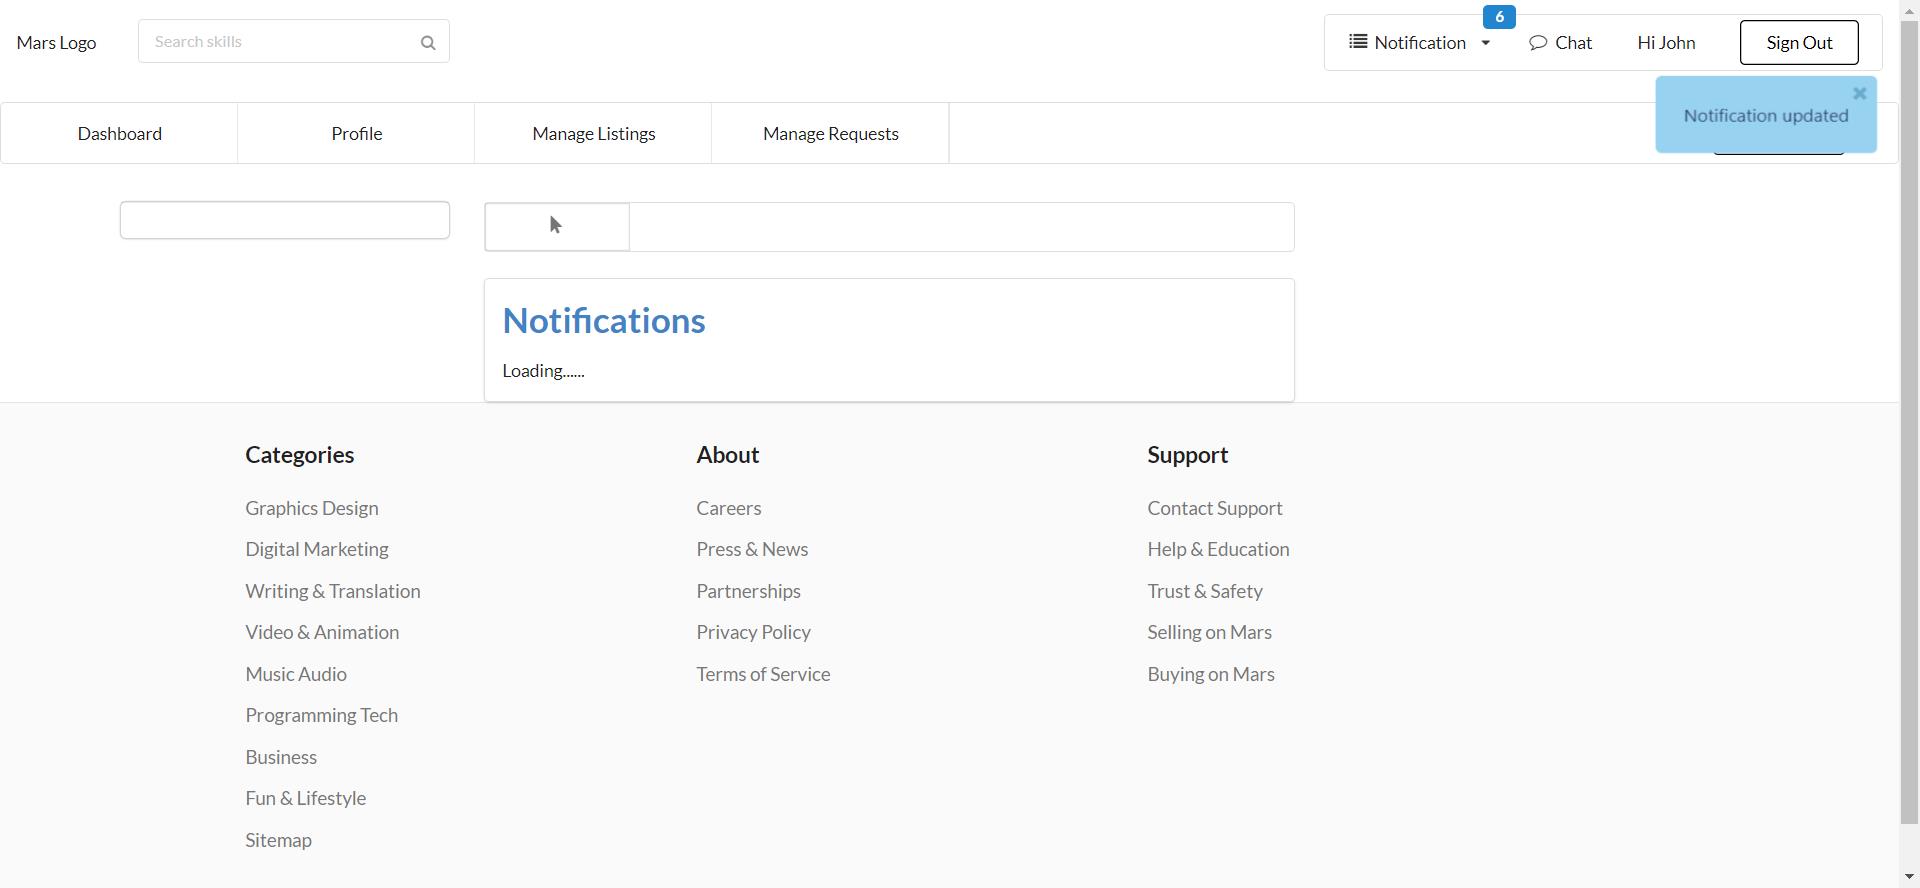 Mars Logo
Search skills
Notification
6
Chat
Hi John
Sign Out
Notification updated
Dashboard
Profile
Manage Listings
Manage Requests
Notifications
Loading......
Categories
Graphics Design
Digital Marketing
Writing & Translation
Video & Animation
Music Audio
Programming Tech
Business
Fun & Lifestyle
Sitemap
About
Careers
Press & News
Partnerships
Privacy Policy
Terms of Service
Support
Contact Support
Help & Education
Trust & Safety
Selling on Mars
Buying on Mars